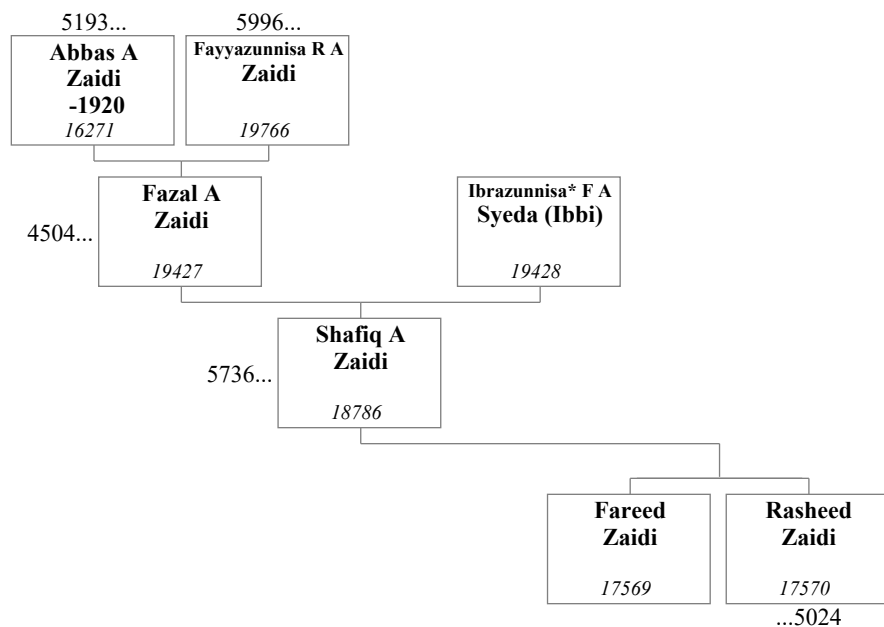 5193...
5996...
Abbas A
Zaidi
-1920
16271
Fayyazunnisa R A
Zaidi
19766
4504...
Fazal A
Zaidi
19427
Ibrazunnisa* F A
Syeda (Ibbi)
19428
5736...
Shafiq A
Zaidi
18786
Fareed
Zaidi
17569
Rasheed
Zaidi
17570
...5024